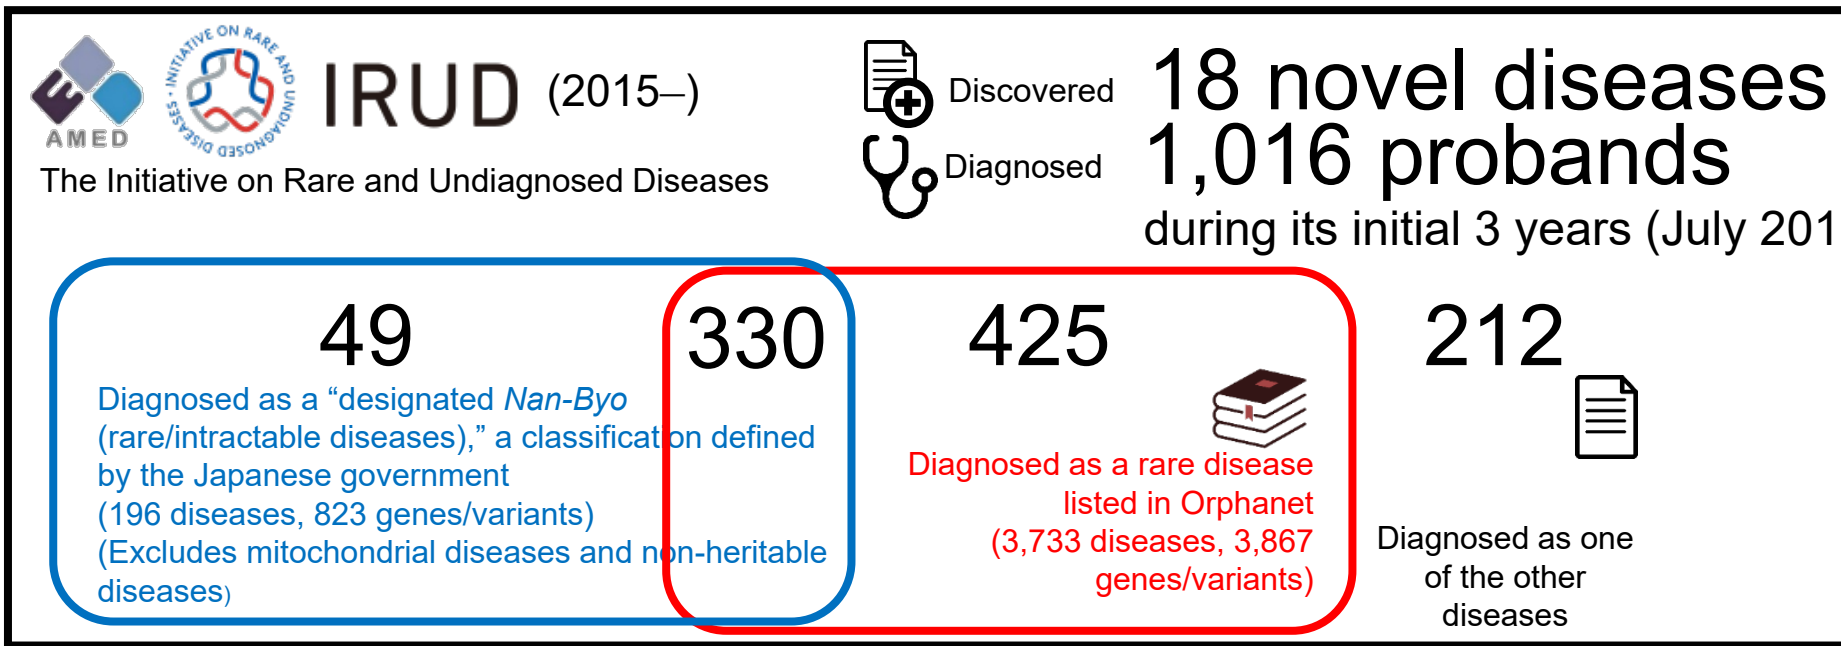 AMED
INITIATIVE ON RARE AND UNDIAGNOSED DISEASES
IRUD (2015–)
The Initiative on Rare and Undiagnosed Diseases
Discovered 18 novel diseases
Diagnosed 1,016 probands
during its initial 3 years (July 201
49
330
425
212
Diagnosed as a “designated Nan-Byo
(rare/intractable diseases),” a classification defined
by the Japanese government
(196 diseases, 823 genes/variants)
(Excludes mitochondrial diseases and non-heritable
diseases)
Diagnosed as a rare disease
listed in Orphanet
(3,733 diseases, 3,867
genes/variants)
Diagnosed as one
of the other
diseases